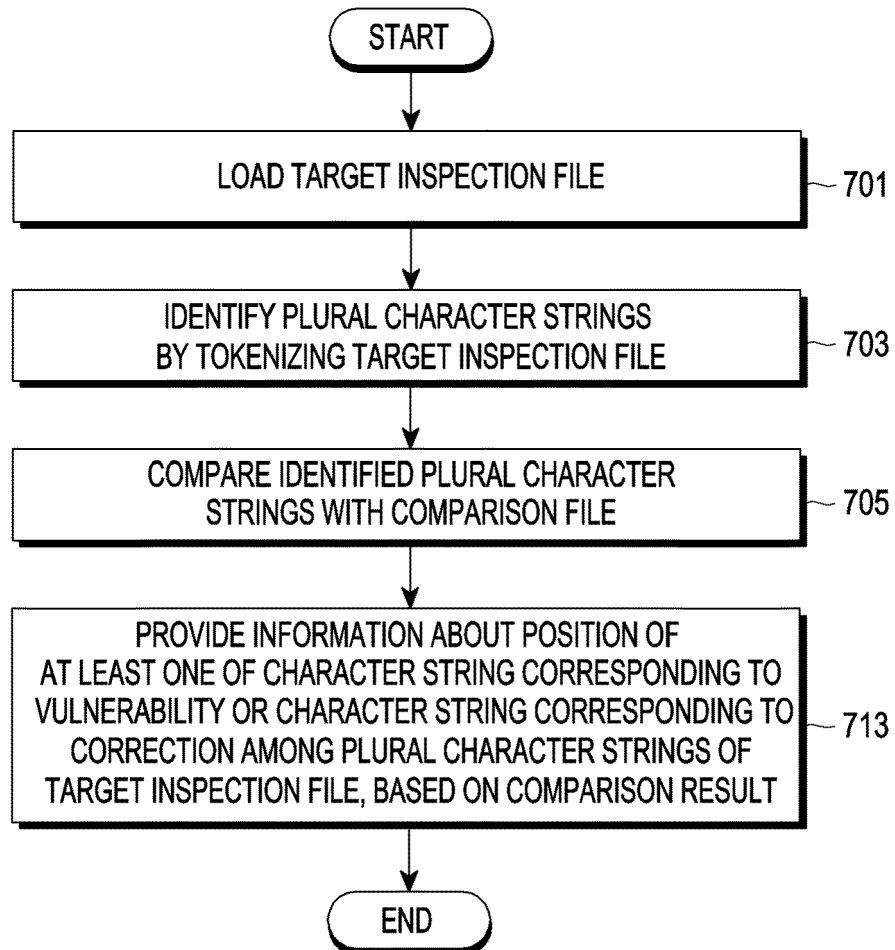 START
LOAD TARGET INSPECTION FILE
701
IDENTIFY PLURAL CHARACTER STRINGS
BY TOKENIZING TARGET INSPECTION FILE
703
COMPARE IDENTIFIED PLURAL CHARACTER
STRINGS WITH COMPARISON FILE
705
PROVIDE INFORMATION ABOUT POSITION OF
AT LEAST ONE OF CHARACTER STRING CORRESPONDING TO
VULNERABILITY OR CHARACTER STRING CORRESPONDING TO
CORRECTION AMONG PLURAL CHARACTER STRINGS OF
TARGET INSPECTION FILE, BASED ON COMPARISON RESULT
713
END